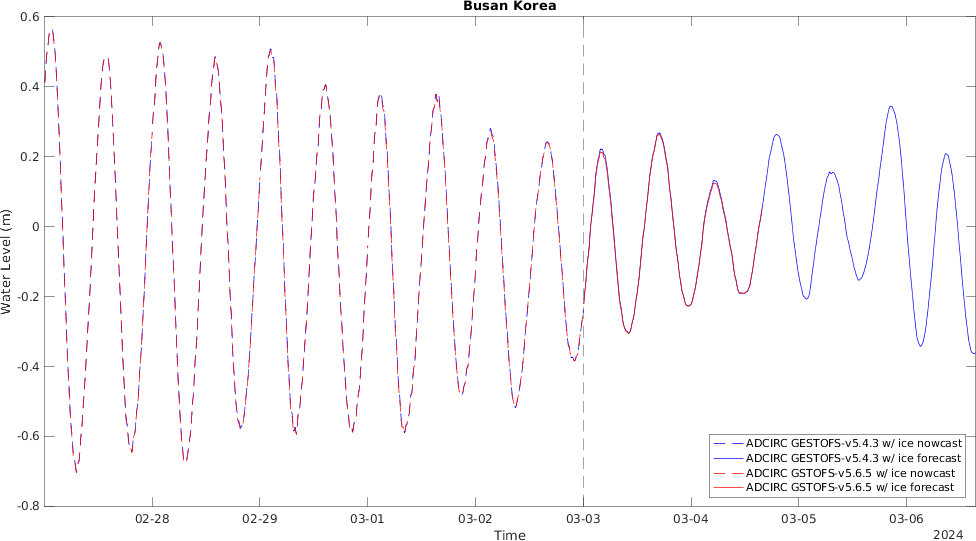 Busan Korea
0.6
0.4
0.2
0
-0.2
-0.4
-0.6
-0.8
Water Level (m)
ADCIRC GESTOFS-v5.4.3 w/ ice nowcast
ADCIRC GESTOFS-v5.4.3 w/ ice forecast
ADCIRC GSTOFS-v5.6.5 w/ ice nowcast
ADCIRC GSTOFS-v5.6.5 w/ ice forecast
02-28 02-29 03-01 03-02 03-03 03-04 03-05 03-06
Time
2024